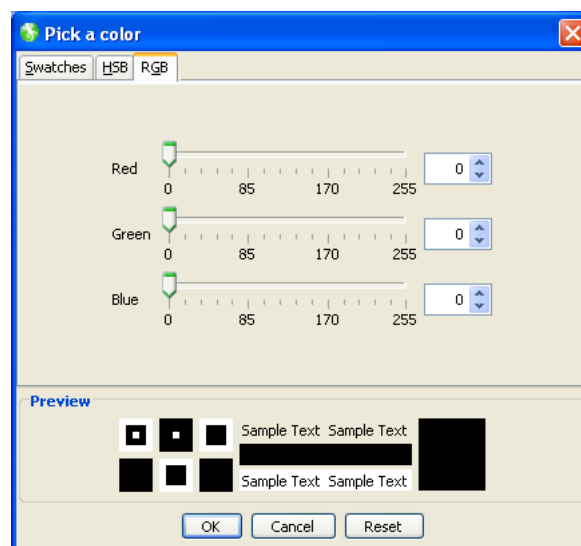 Pick a color
Swatches HSB RGB
Red 0
0 85 170 255
Green 0
0 85 170 255
Blue 0
0 85 170 255
Preview
Sample Text Sample Text
Sample Text Sample Text
OK Cancel Reset